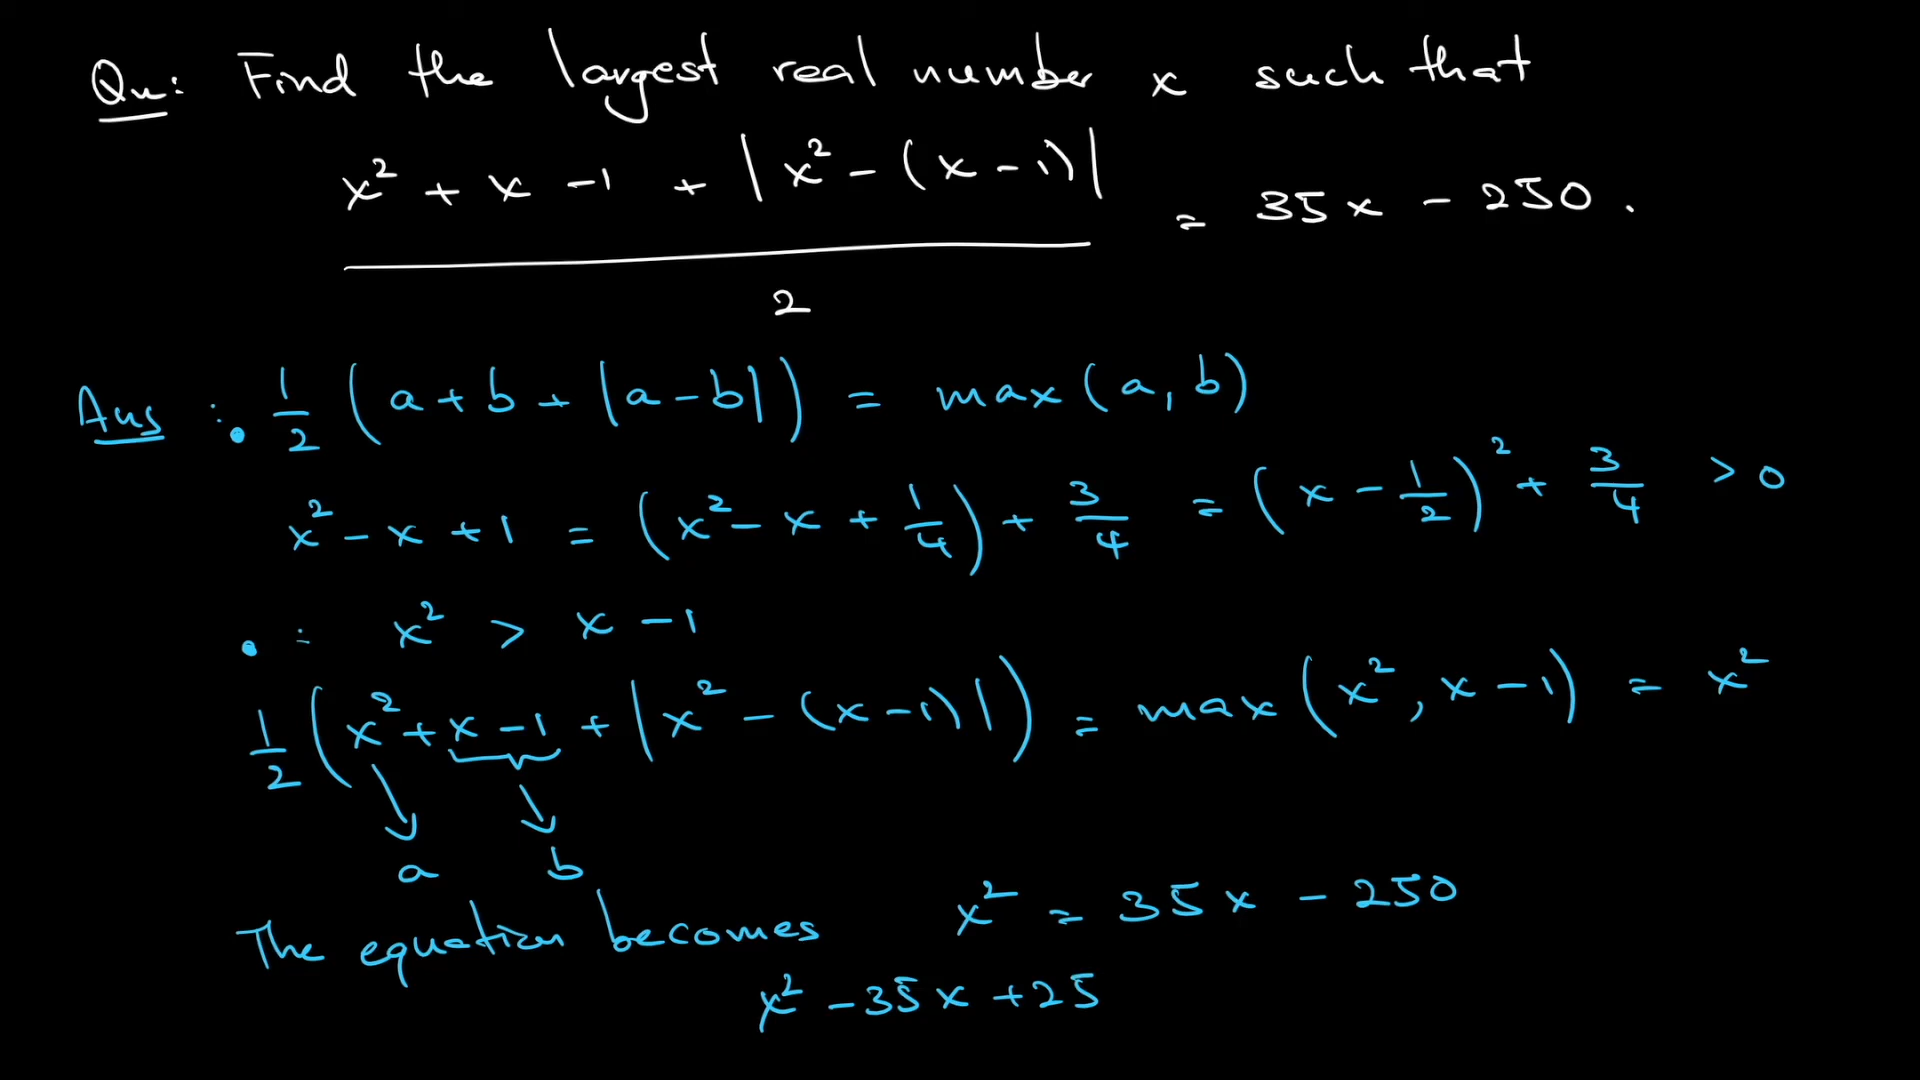 Qu: Find the largest real number x such that
(x² + x - 1 + |x² - (x - 1)|) / 2 = 35x - 250.
Ans : • 1/2 (a + b + |a - b|) = max(a, b)
x² - x + 1 = (x² - x + 1/4) + 3/4 = (x - 1/2)² + 3/4 > 0
• : x² > x - 1
1/2 (x² + x - 1 + |x² - (x - 1)|) = max(x², x - 1) = x²
a b
The equation becomes x² = 35x - 250
x² - 35x + 25